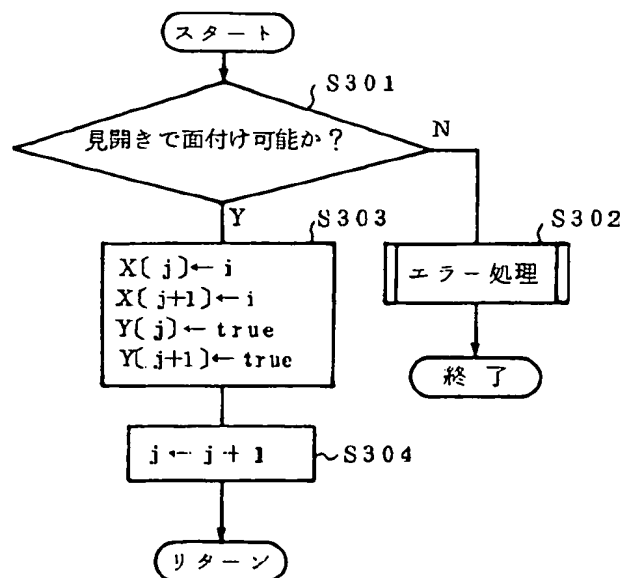 スタート
S301
見開きで面付け可能か？
N
Y
S303
S302
X(j)←i
X(j+1)←i
Y(j)←true
Y(j+1)←true
エラー処理
終了
j←j+1
S304
リターン